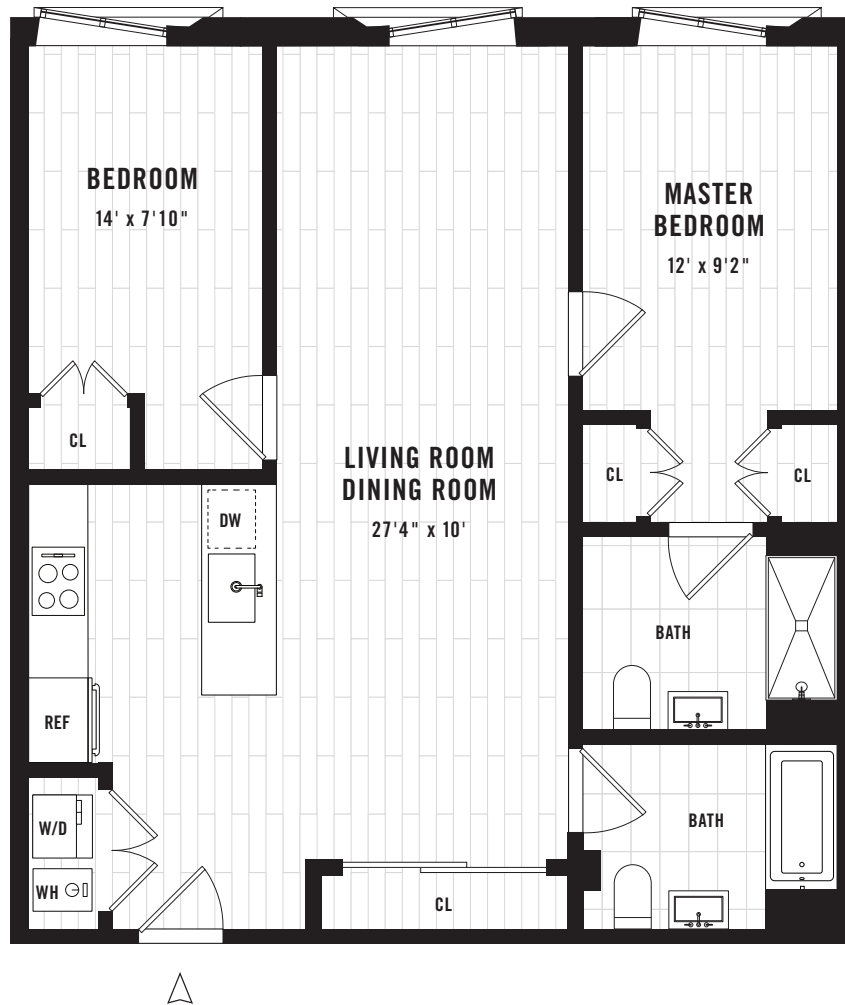 BEDROOM
14' x 7'10"
MASTER
BEDROOM
12' x 9'2"
CL
LIVING ROOM
DINING ROOM
27'4" x 10'
CL
CL
DW
BATH
REF
W/D
BATH
WH
CL